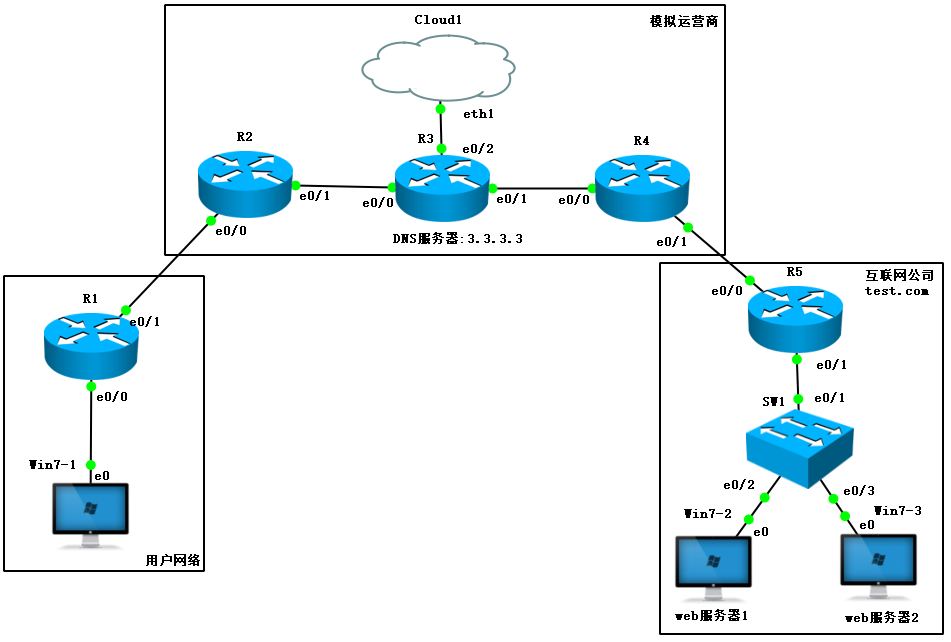 Cloud1
模拟运营商
eth1
R2
R3
e0/2
R4
e0/1
e0/0
e0/1
e0/0
e0/0
DNS服务器:3.3.3.3
e0/1
R1
e0/1
e0/0
Win7-1
e0
用户网络
R5
互联网公司
test.com
e0/0
e0/1
SW1
e0/1
e0/2
e0/3
Win7-2
Win7-3
e0
e0
web服务器1
web服务器2